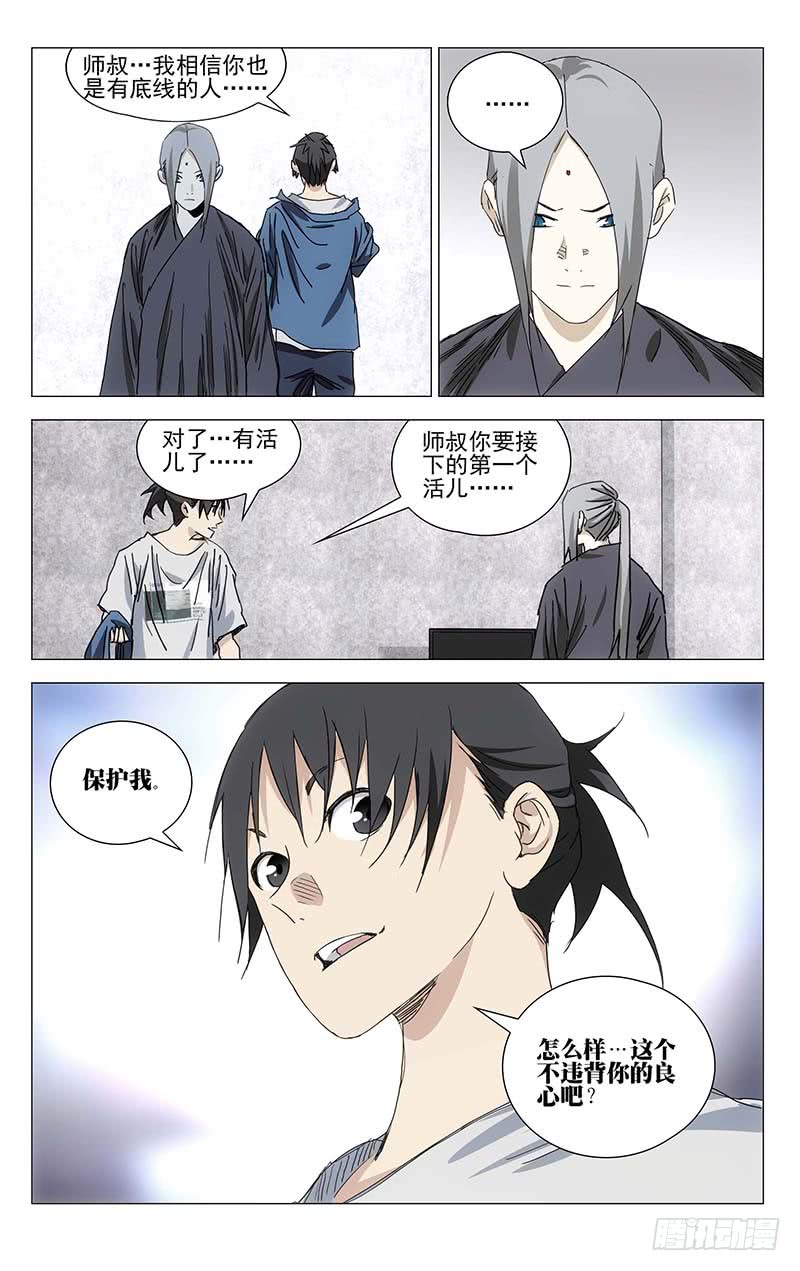 师叔…我相信你也
是有底线的人……
……
对了…有活
儿了……
师叔你要接
下的第一个
活儿……
保护我。
怎么样…这个
不违背你的良
心吧？
腾讯动漫